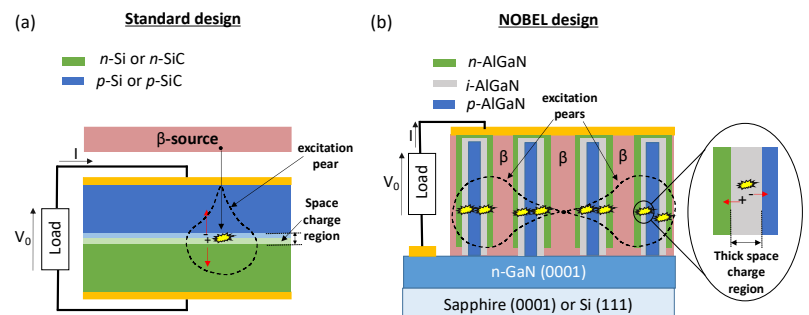 (a)
Standard design
n-Si or n-SiC
p-Si or p-SiC
β-source
I
excitation
pear
Space
charge
region
V0
Load
-
+
(b)
NOBEL design
n-AlGaN
i-AlGaN
p-AlGaN
excitation
pears
I
β
β
β
V0
Load
n-GaN (0001)
Sapphire (0001) or Si (111)
-
+
Thick space
charge
region